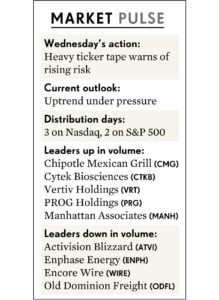 MARKET PULSE
Wednesday's action:
Heavy ticker tape warns of
rising risk
Current outlook:
Uptrend under pressure
Distribution days:
3 on Nasdaq, 2 on S&P 500
Leaders up in volume:
Chipotle Mexican Grill (CMG)
Cytek Biosciences (CTKB)
Vertiv Holdings (VRT)
PROG Holdings (PRG)
Manhattan Associates (MANH)
Leaders down in volume:
Activision Blizzard (ATVI)
Enphase Energy (ENPH)
Encore Wire (WIRE)
Old Dominion Freight (ODFL)